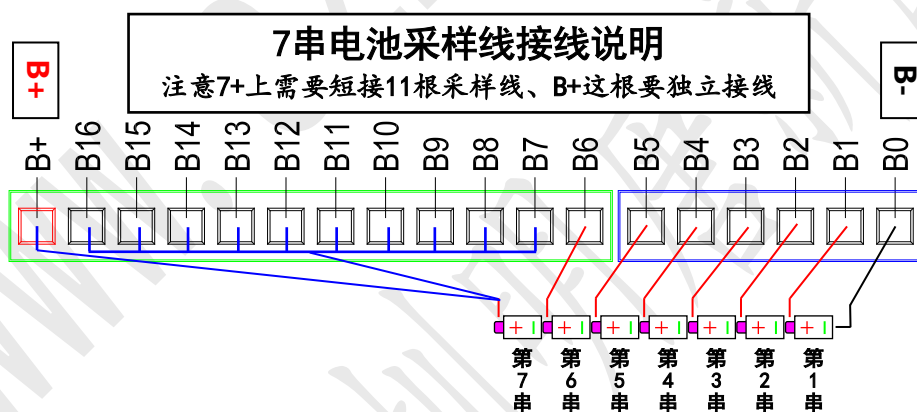 7串电池采样线接线说明
注意7+上需要短接11根采样线、B+这根要独立接线
B+
B-
B+ B16 B15 B14 B13 B12 B11 B10 B9 B8 B7 B6 B5 B4 B3 B2 B1 B0
第7串 第6串 第5串 第4串 第3串 第2串 第1串